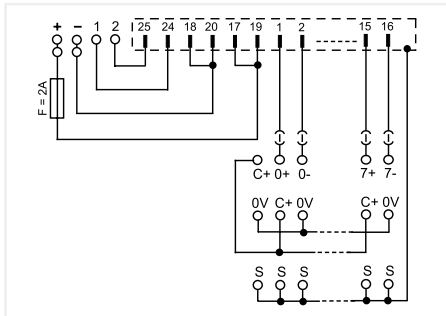 + − 1 2 25 24 18 20 17 19 1 2 15 16
F = 2A
C+ 0+ 0- 7+ 7-
0V C+ 0V C+ 0V
S S S S S